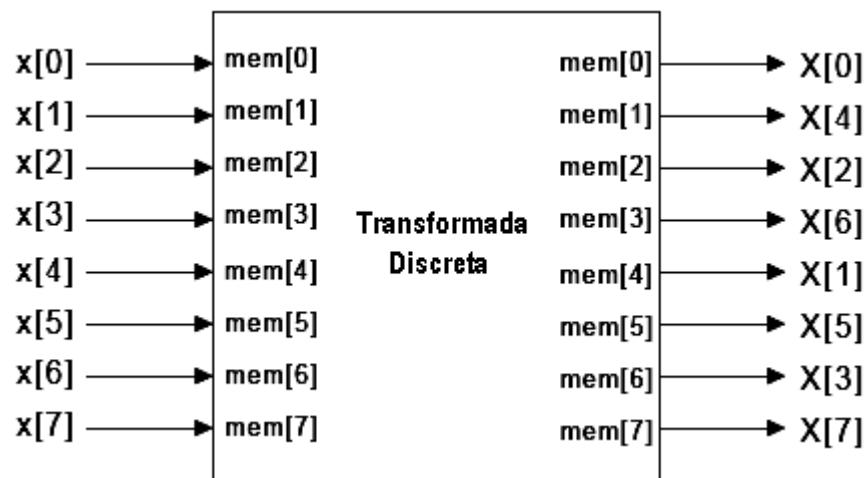 x[0] mem[0] mem[0] X[0]
x[1] mem[1] mem[1] X[4]
x[2] mem[2] mem[2] X[2]
x[3] mem[3] Transformada mem[3] X[6]
x[4] mem[4] Discreta mem[4] X[1]
x[5] mem[5] mem[5] X[5]
x[6] mem[6] mem[6] X[3]
x[7] mem[7] mem[7] X[7]